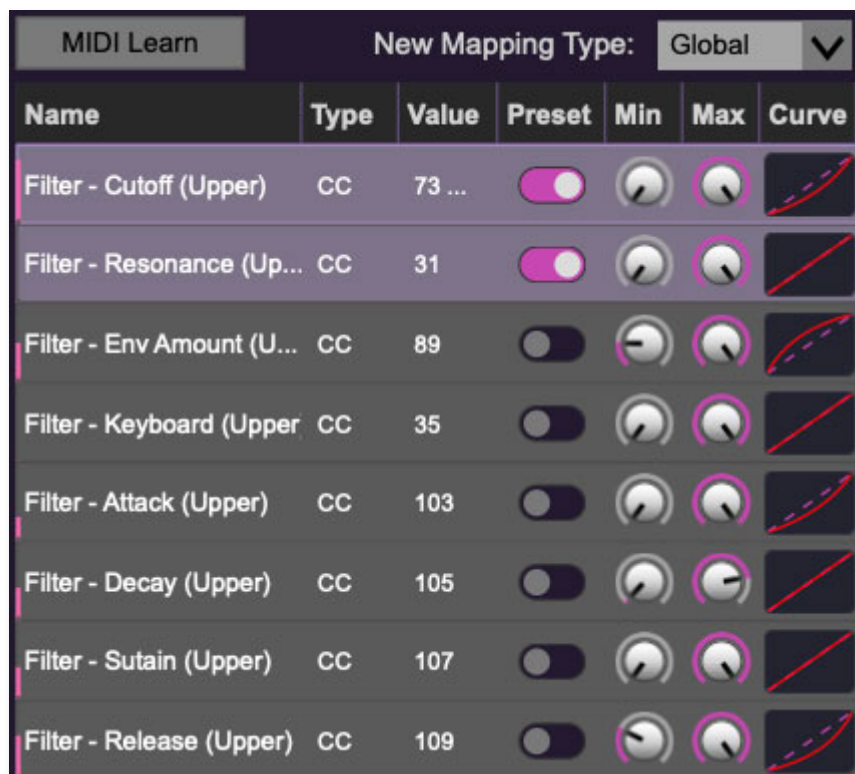 MIDI Learn New Mapping Type: Global
Name Type Value Preset Min Max Curve
Filter - Cutoff (Upper) CC 73 ...
Filter - Resonance (Up... CC 31
Filter - Env Amount (U... CC 89
Filter - Keyboard (Upper CC 35
Filter - Attack (Upper) CC 103
Filter - Decay (Upper) CC 105
Filter - Sutain (Upper) CC 107
Filter - Release (Upper) CC 109